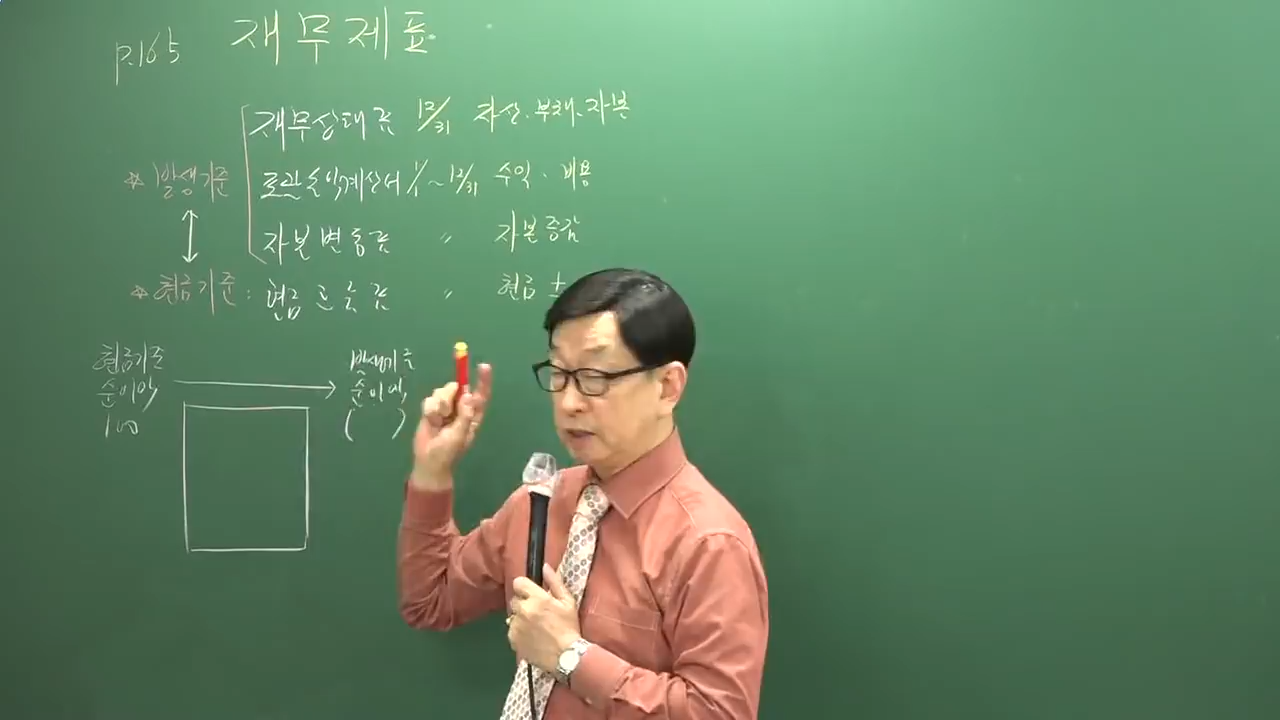 p.165 재무제표
재무상태표 12/31 자산.부채.자본
* 발생기준 포괄손익계산서 1/1 ~ 12/31 수익 . 비용
자본변동표 〃 자본증감
* 현금기준 : 현금흐름표 〃 현금
현금기준 발생기준
순이익 순이익
100 ( )